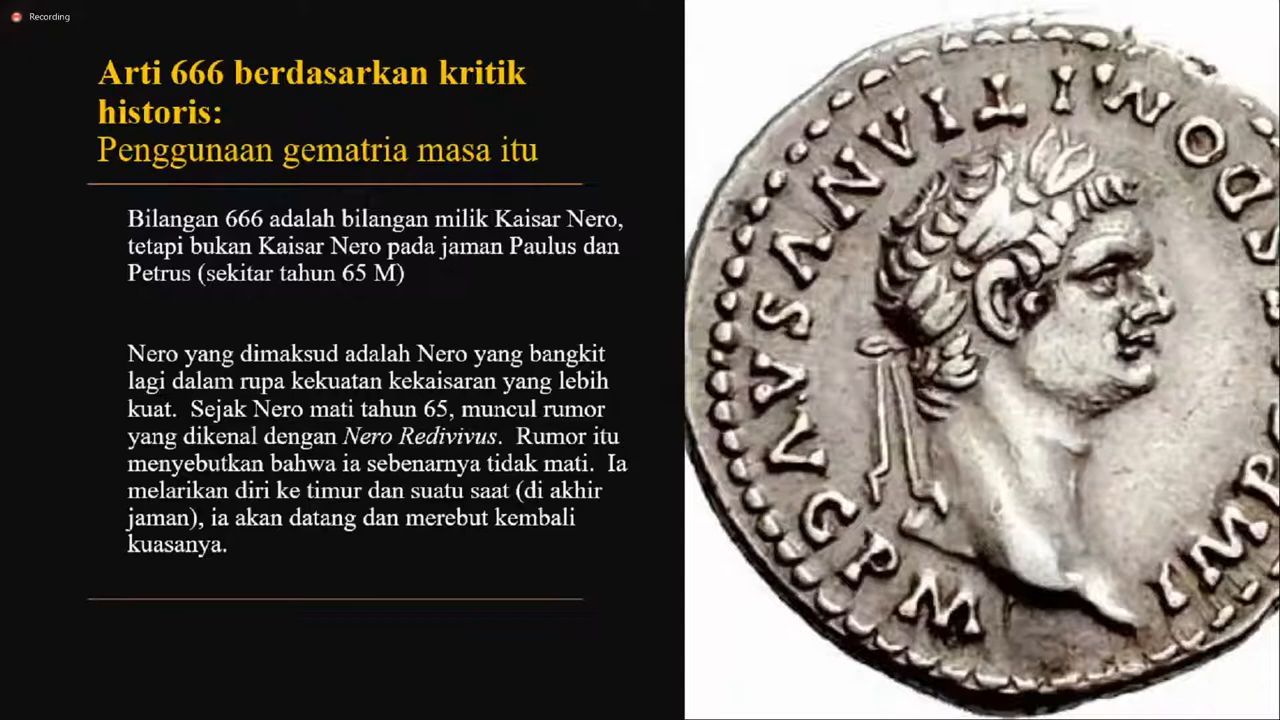 Recording
Arti 666 berdasarkan kritik
historis:
Penggunaan gematria masa itu
Bilangan 666 adalah bilangan milik Kaisar Nero,
tetapi bukan Kaisar Nero pada jaman Paulus dan
Petrus (sekitar tahun 65 M)
Nero yang dimaksud adalah Nero yang bangkit
lagi dalam rupa kekuatan kekaisaran yang lebih
kuat. Sejak Nero mati tahun 65, muncul rumor
yang dikenal dengan Nero Redivivus. Rumor itu
menyebutkan bahwa ia sebenarnya tidak mati. Ia
melarikan diri ke timur dan suatu saat (di akhir
jaman), ia akan datang dan merebut kembali
kuasanya.
IMP
DOMITIANVS AVG P M